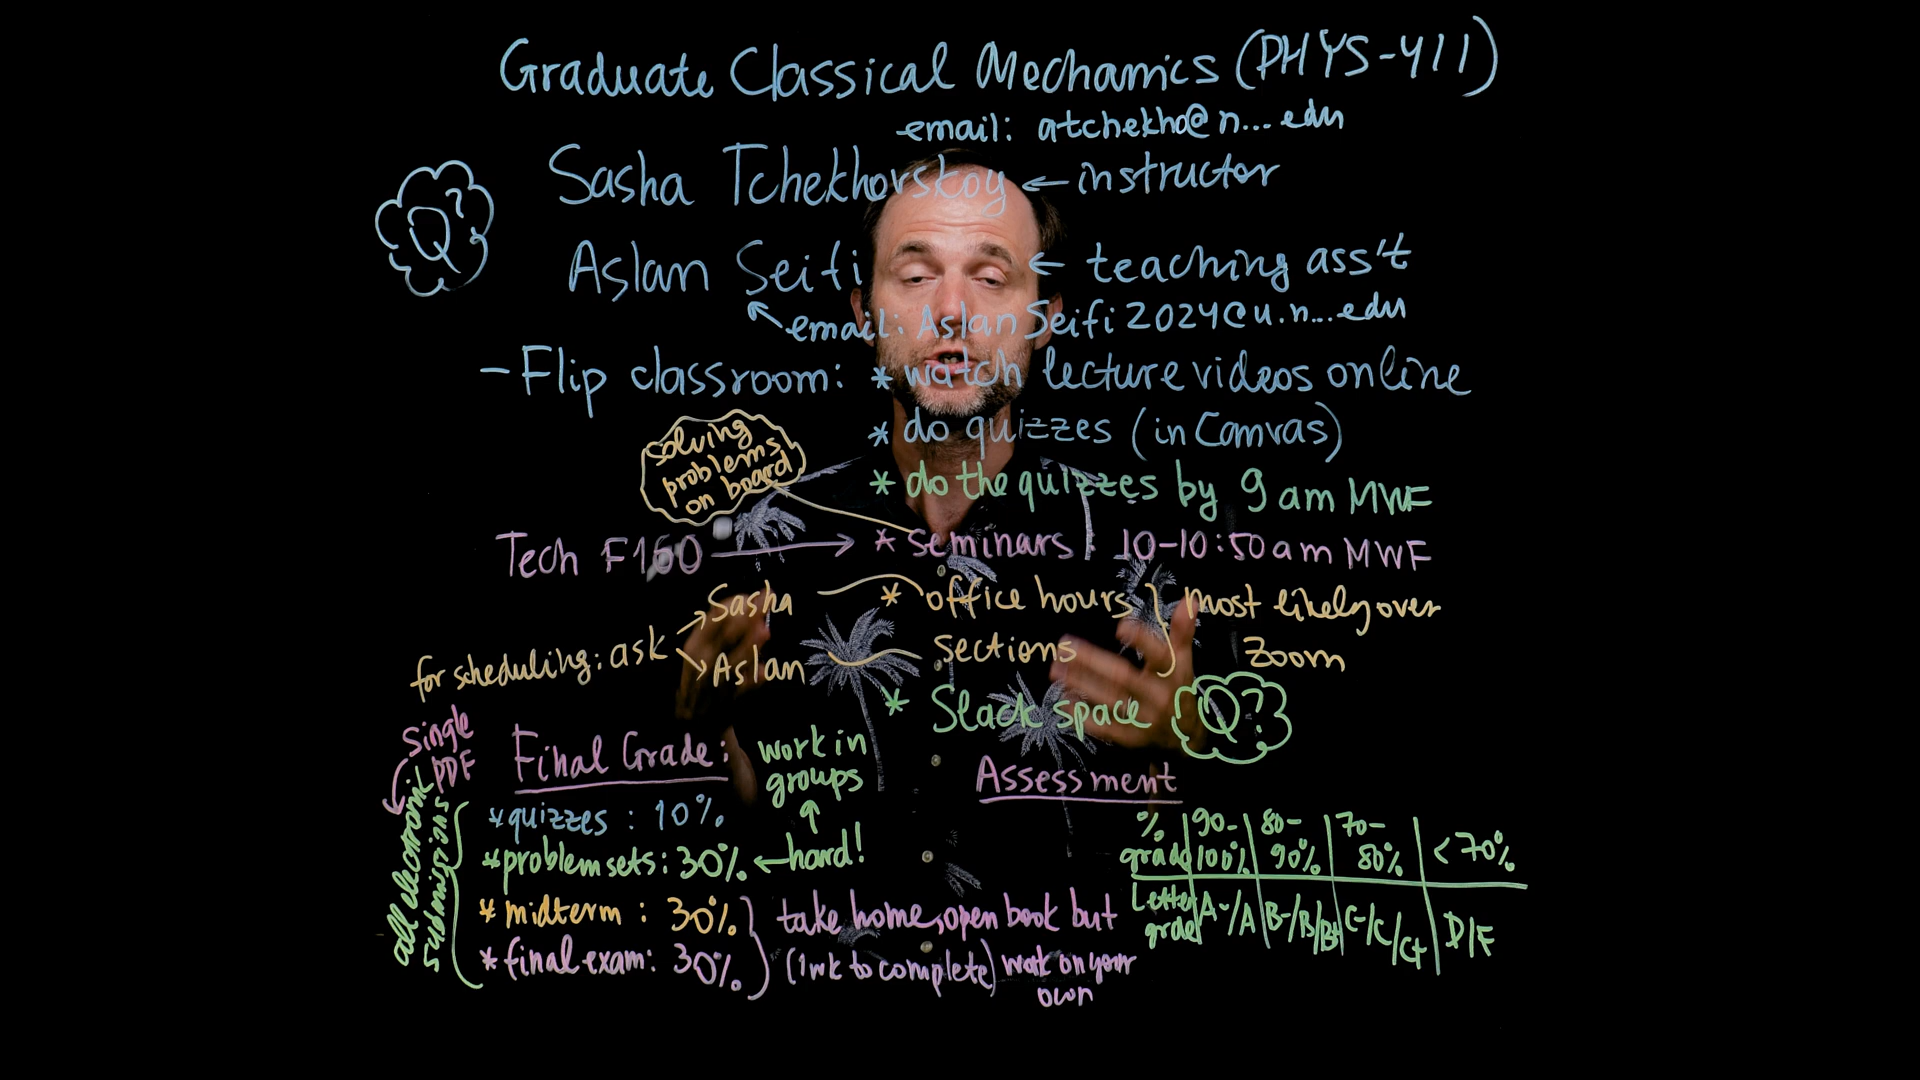 Graduate Classical Mechanics (PHYS-411)
email: atchekho@n...edu
Sasha Tchekhovskoy ← instructor
Q?
Aslan Seifi ← teaching ass't
email: AslanSeifi2024@u.n...edu
- Flip classroom: * watch lecture videos online
* do quizzes (in Canvas)
solving
problems
on board
* do the quizzes by 9am MWF
Tech F160 → * seminars: 10-10:50am MWF
* office hours } most likely over
sections Zoom
for scheduling: ask → Sasha
→ Aslan
* Slack space Q?
single
PDF
all electronic
submissions
Final Grade:
* quizzes: 10%
* problem sets: 30% ← hard!
work in
groups
* midterm: 30% } take home, open book but
* final exam: 30% (1wk to complete) work on your
own
Assessment
% grade | 90-100% | 80-90% | 70-80% | <70%
Letter grade | A-/A | B-/B/B+ | C-/C/C+ | D/F